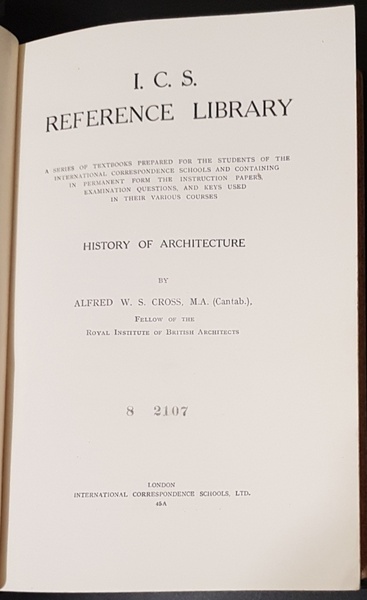 I. C. S.
REFERENCE LIBRARY
A SERIES OF TEXTBOOKS PREPARED FOR THE STUDENTS OF THE
INTERNATIONAL CORRESPONDENCE SCHOOLS AND CONTAINING
IN PERMANENT FORM THE INSTRUCTION PAPERS,
EXAMINATION QUESTIONS, AND KEYS USED
IN THEIR VARIOUS COURSES
HISTORY OF ARCHITECTURE
BY
ALFRED W. S. CROSS, M.A. (Cantab.),
FELLOW OF THE
ROYAL INSTITUTE OF BRITISH ARCHITECTS
8 2107
LONDON
INTERNATIONAL CORRESPONDENCE SCHOOLS, LTD.
45A